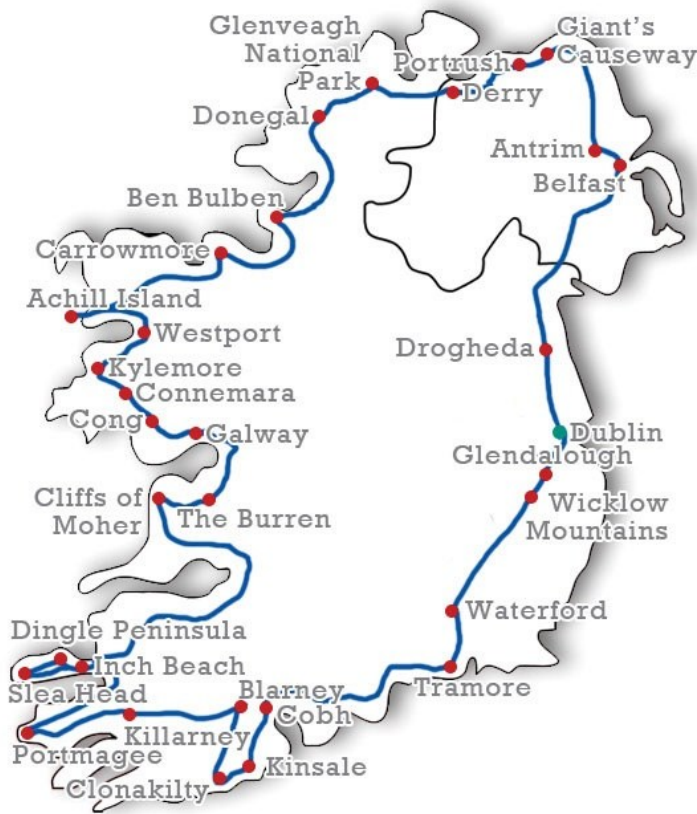 Glenveagh
National
Park
Giant's
Causeway
Portrush
Derry
Donegal
Antrim
Belfast
Ben Bulben
Carrowmore
Achill Island
Westport
Drogheda
Kylemore
Connemara
Cong
Galway
Dublin
Glendalough
Cliffs of
Moher
The Burren
Wicklow
Mountains
Waterford
Dingle Peninsula
Inch Beach
Slea Head
Tramore
Blarney
Cobh
Killarney
Portmagee
Kinsale
Clonakilty